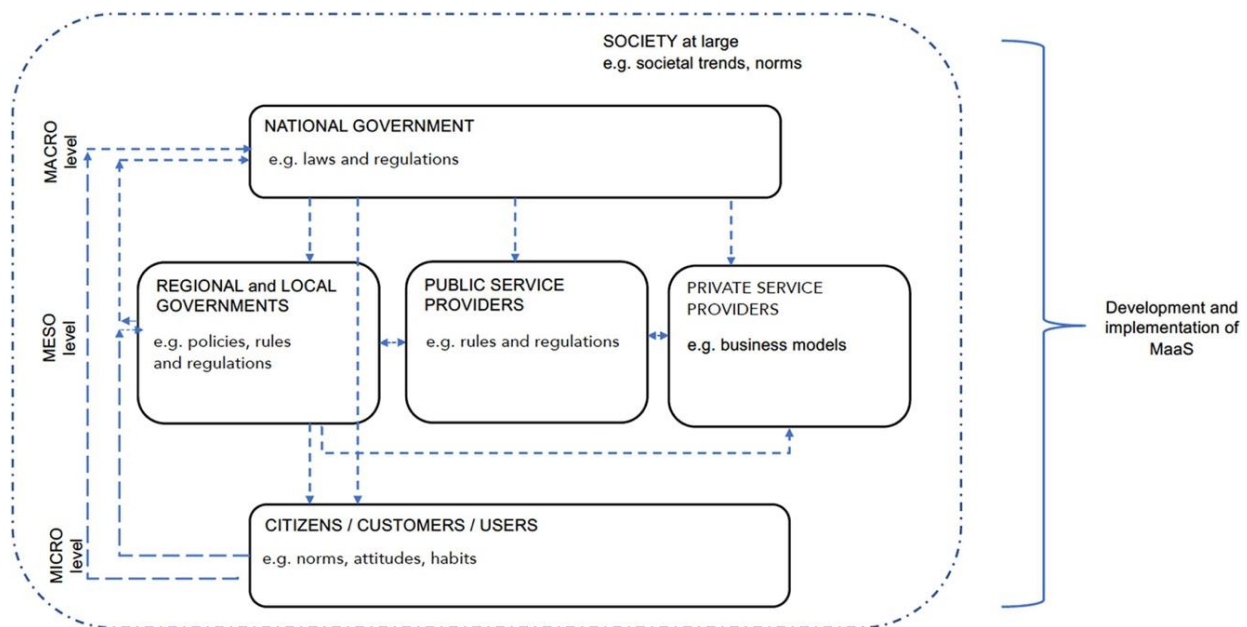 SOCIETY at large
e.g. societal trends, norms
MACRO
level
NATIONAL GOVERNMENT
e.g. laws and regulations
MESO
level
REGIONAL and LOCAL
GOVERNMENTS
e.g. policies, rules
and regulations
PUBLIC SERVICE
PROVIDERS
e.g. rules and regulations
PRIVATE SERVICE
PROVIDERS
e.g. business models
MICRO
level
CITIZENS / CUSTOMERS / USERS
e.g. norms, attitudes, habits
Development and
implementation of
MaaS